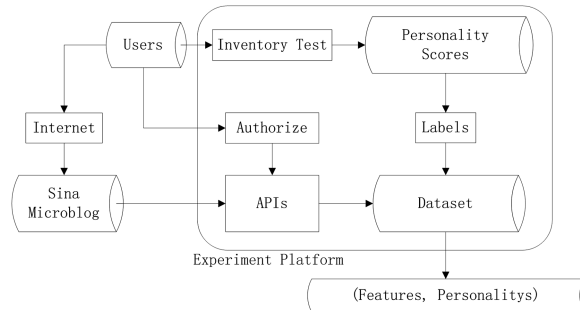 Users
Inventory Test
Personality
Scores
Internet
Authorize
Labels
Sina
Microblog
APIs
Dataset
Experiment Platform
(Features, Personalitys)